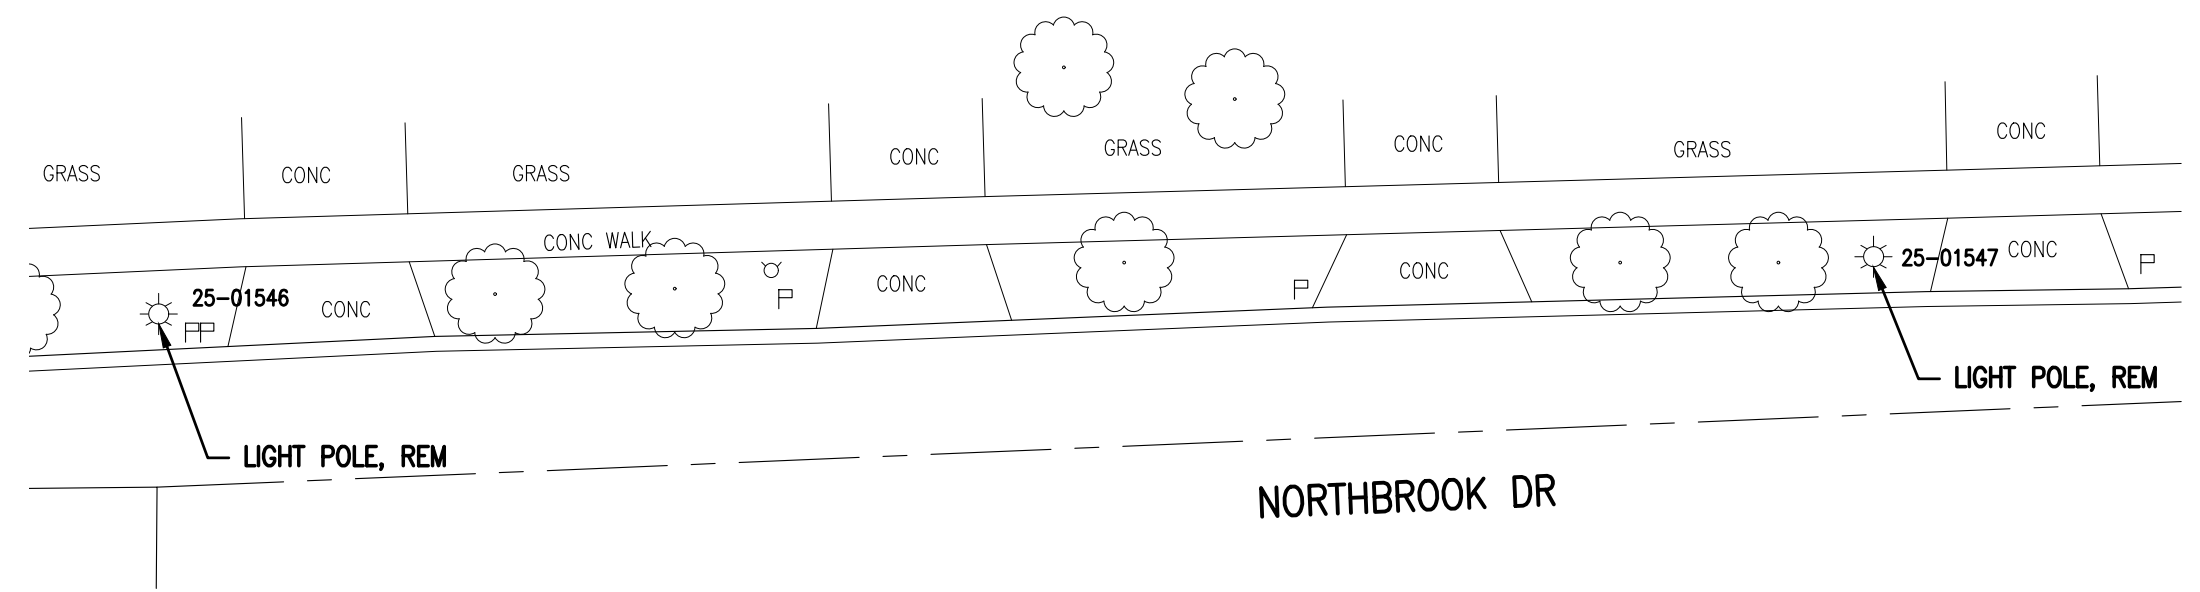 GRASS
CONC
GRASS
CONC
GRASS
CONC
GRASS
CONC
CONC WALK
25-01546
CONC
CONC
CONC
25-01547
CONC
LIGHT POLE, REM
LIGHT POLE, REM
NORTHBROOK DR